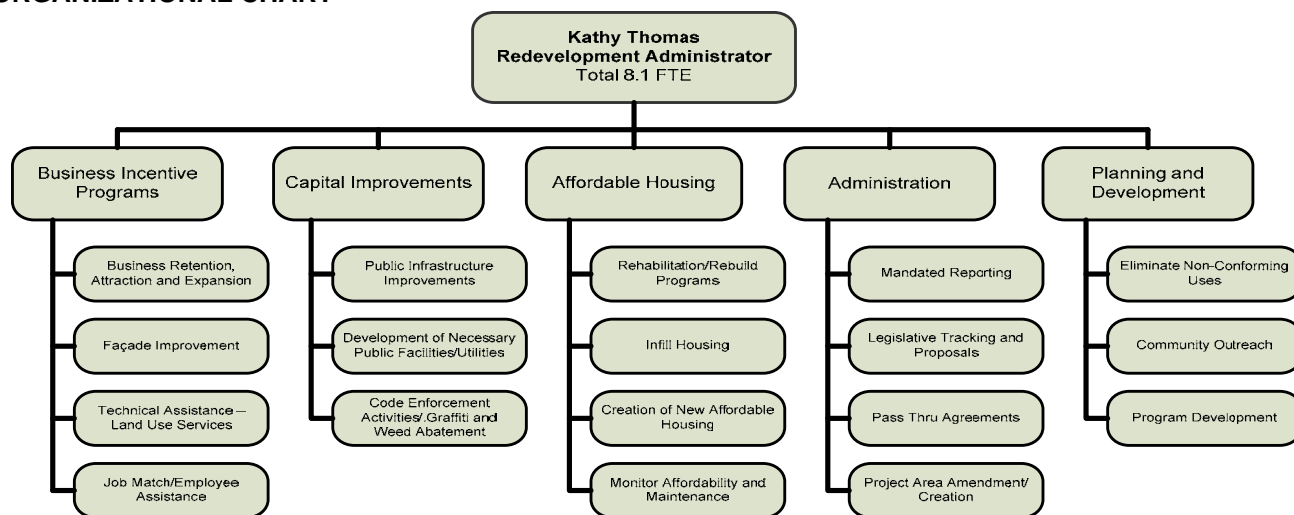 ORGANIZATIONAL CHART
Kathy Thomas
Redevelopment Administrator
Total 8.1 FTE
Business Incentive
Programs
Capital Improvements
Affordable Housing
Administration
Planning and
Development
Business Retention,
Attraction and Expansion
Façade Improvement
Technical Assistance –
Land Use Services
Job Match/Employee
Assistance
Public Infrastructure
Improvements
Development of Necessary
Public Facilities/Utilities
Code Enforcement
Activities/.Graffiti and
Weed Abatement
Rehabilitation/Rebuild
Programs
Infill Housing
Creation of New Affordable
Housing
Monitor Affordability and
Maintenance
Mandated Reporting
Legislative Tracking and
Proposals
Pass Thru Agreements
Project Area Amendment/
Creation
Eliminate Non-Conforming
Uses
Community Outreach
Program Development